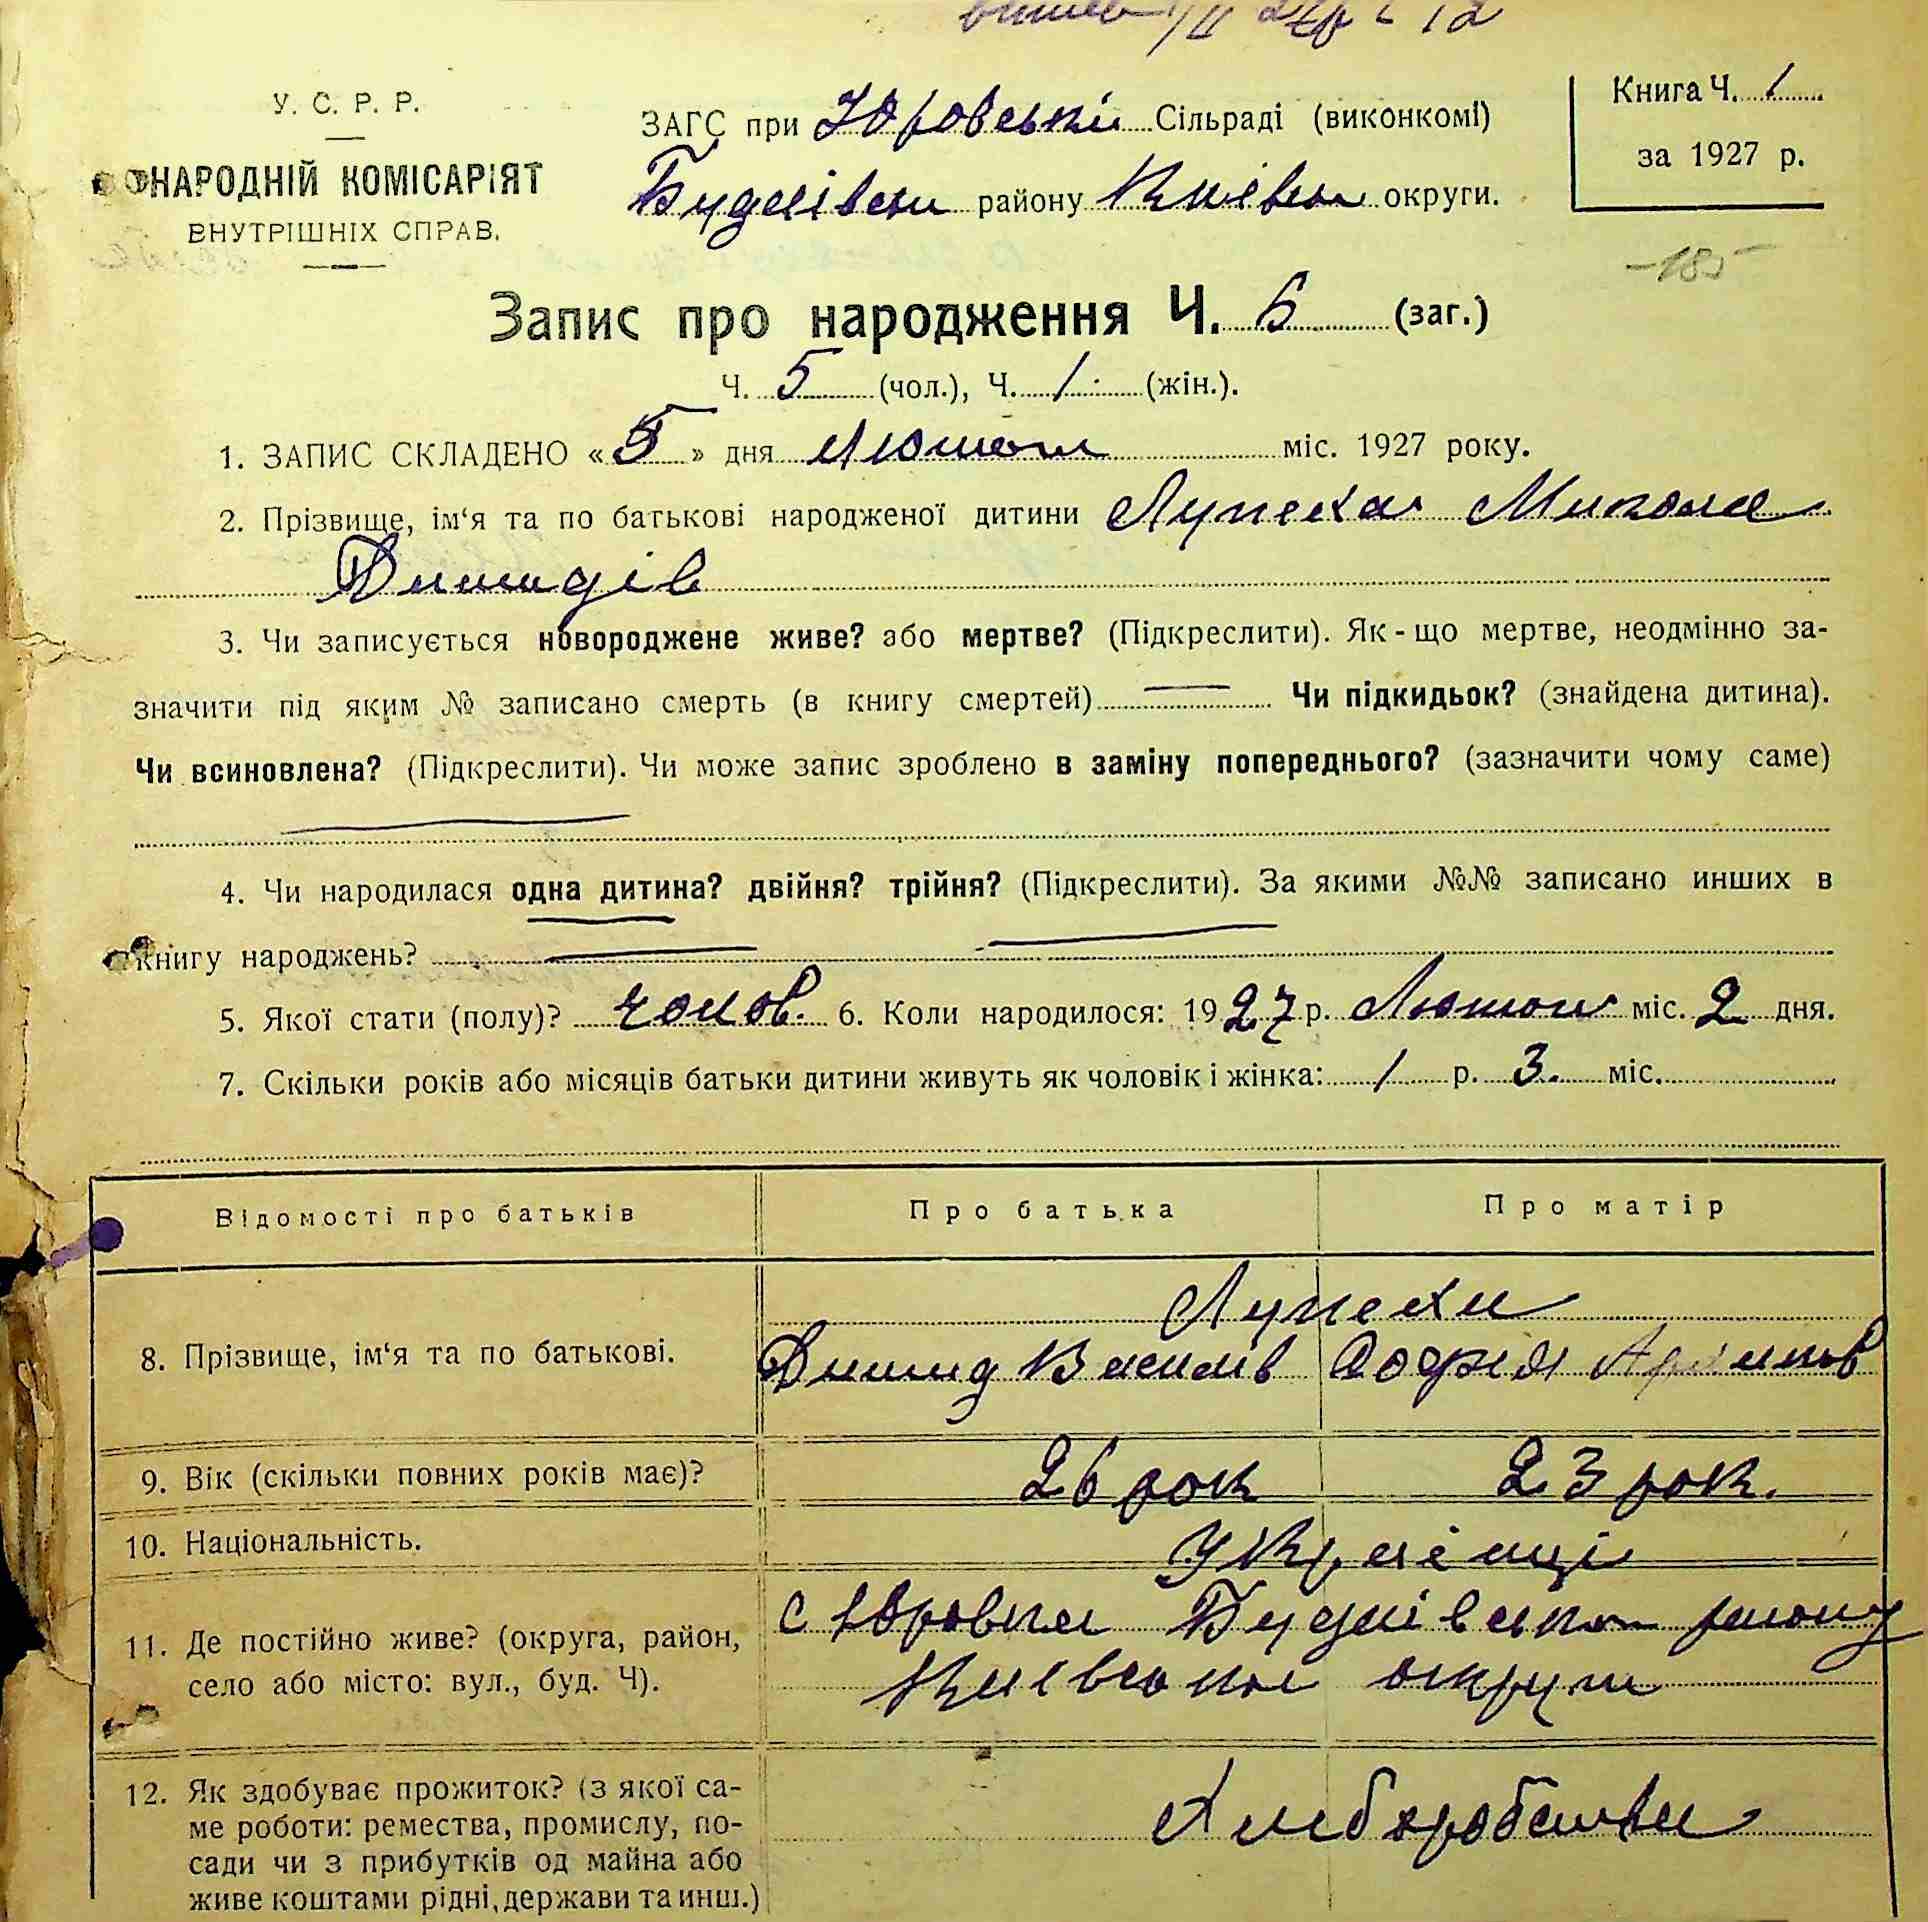 У. С. Р. Р.
НАРОДНІЙ КОМІСАРІЯТ
ВНУТРІШНІХ СПРАВ.
ЗАГС при Юровській Сільраді (виконкомі)
Будаївськ району Київськ округи.
Книга Ч. 1
за 1927 р.
-185
Запис про народження Ч. 6 (заг.)
Ч. 5 (чол.), Ч. 1 (жін.).
1. ЗАПИС СКЛАДЕНО « 5 » дня Лютого міс. 1927 року.
2. Прізвище, ім‘я та по батькові народженої дитини Лупеха Микола
Димидів
3. Чи записується новороджене живе? або мертве? (Підкреслити). Як-що мертве, неодмінно за-
значити під яким № записано смерть (в книгу смертей) — Чи підкидьок? (знайдена дитина).
Чи всиновлена? (Підкреслити). Чи може запис зроблено в заміну попереднього? (зазначити чому саме)
4. Чи народилася одна дитина? двійня? трійня? (Підкреслити). За якими №№ записано инших в
книгу народжень?
5. Якої стати (полу)? чолов. 6. Коли народилося: 1927 р. Лютого міс. 2 дня.
7. Скільки років або місяців батьки дитини живуть як чоловік і жінка: 1 р. 3. міс.
Відомості про батьків Про батька Про матір
Лупехи
8. Прізвище, ім‘я та по батькові. Димид Василів Софія Архипов
9. Вік (скільки повних років має)? 26 рок 23 рок.
10. Національність. Українці
11. Де постійно живе? (округа, район, с Юровка Будаївського району
село або місто: вул., буд. Ч). Київської округи
12. Як здобуває прожиток? (з якої са-
ме роботи: ремества, промислу, по- Хліборобством
сади чи з прибутків од майна або
живе коштами рідні, держави та инш.)